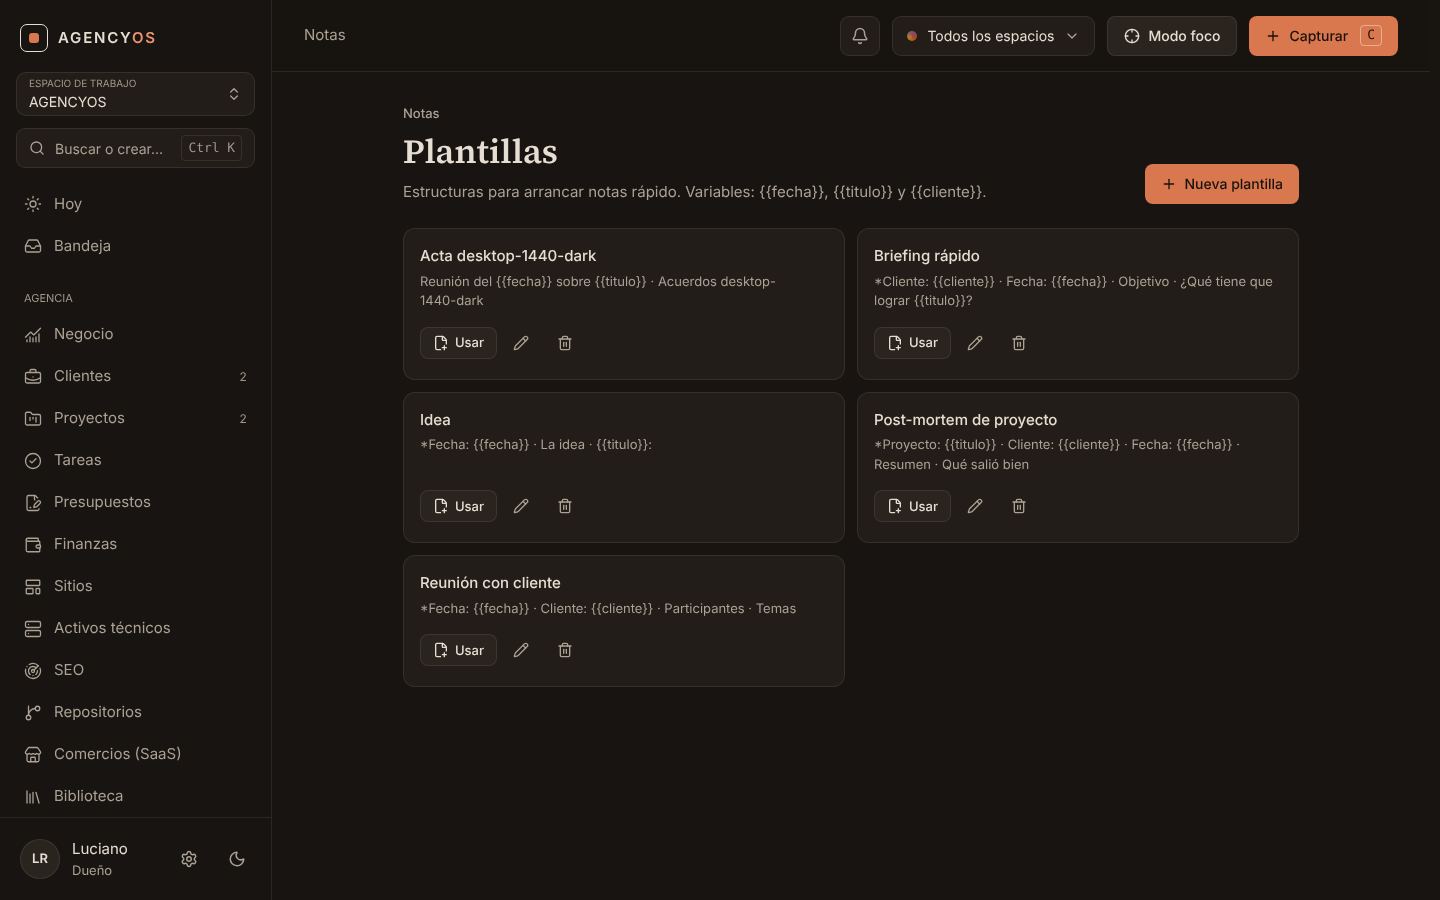 AGENCYOS
ESPACIO DE TRABAJO
AGENCYOS
Buscar o crear...
Ctrl K
Hoy
Bandeja
AGENCIA
Negocio
Clientes 2
Proyectos 2
Tareas
Presupuestos
Finanzas
Sitios
Activos técnicos
SEO
Repositorios
Comercios (SaaS)
Biblioteca
LR
Luciano
Dueño
Notas
Todos los espacios
Modo foco
Capturar C
Notas
Plantillas
Estructuras para arrancar notas rápido. Variables: {{fecha}}, {{titulo}} y {{cliente}}.
Nueva plantilla
Acta desktop-1440-dark
Reunión del {{fecha}} sobre {{titulo}} · Acuerdos desktop-
1440-dark
Usar
Briefing rápido
*Cliente: {{cliente}} · Fecha: {{fecha}} · Objetivo · ¿Qué tiene que
lograr {{titulo}}?
Usar
Idea
*Fecha: {{fecha}} · La idea · {{titulo}}:
Usar
Post-mortem de proyecto
*Proyecto: {{titulo}} · Cliente: {{cliente}} · Fecha: {{fecha}} ·
Resumen · Qué salió bien
Usar
Reunión con cliente
*Fecha: {{fecha}} · Cliente: {{cliente}} · Participantes · Temas
Usar